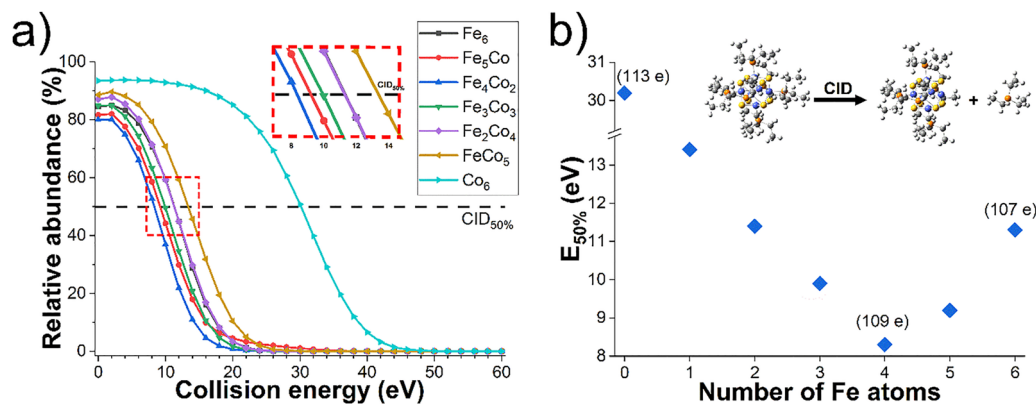 a)
Relative abundance (%)
100
80
60
40
20
0
0
10
20
30
40
50
60
Collision energy (eV)
CID50%
8
10
12
14
Fe6
Fe5Co
Fe4Co2
Fe3Co3
Fe2Co4
FeCo5
Co6
CID50%
b)
E50% (eV)
30
13
12
11
10
9
8
0
1
2
3
4
5
6
Number of Fe atoms
(113 e)
CID
+
(107 e)
(109 e)